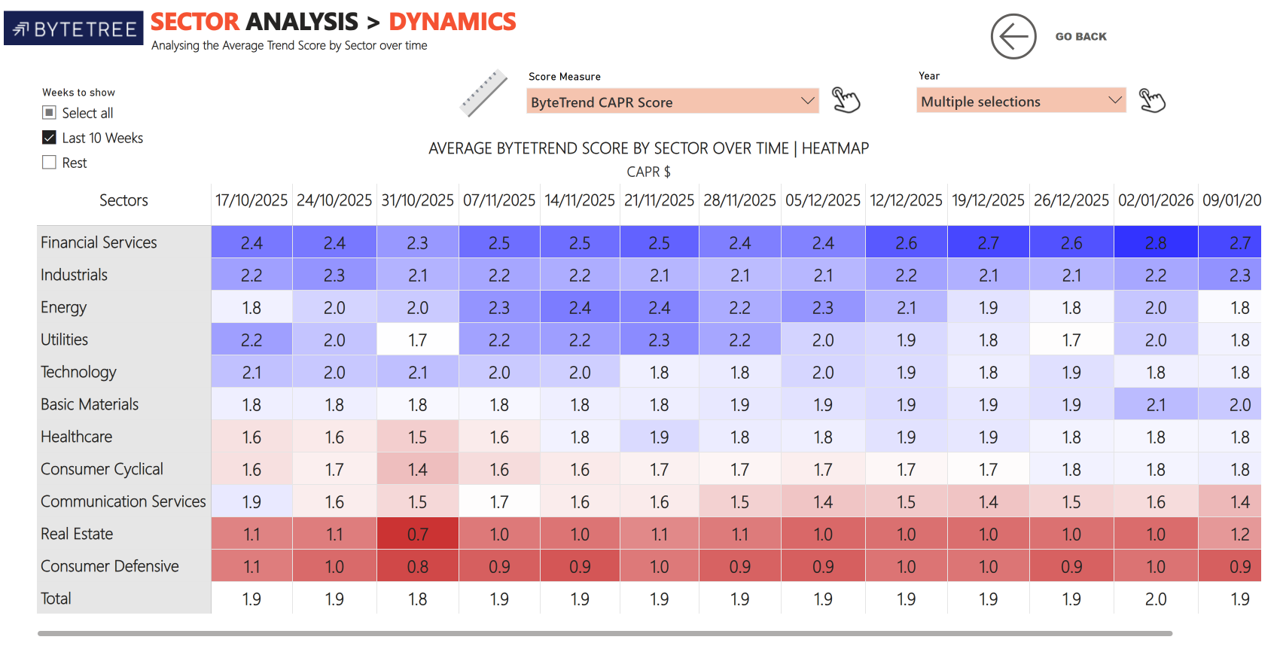 BYTETREE
SECTOR ANALYSIS > DYNAMICS
Analysing the Average Trend Score by Sector over time
GO BACK
Weeks to show
Select all
Last 10 Weeks
Rest
Score Measure
ByteTrend CAPR Score
Year
Multiple selections
AVERAGE BYTETREND SCORE BY SECTOR OVER TIME | HEATMAP
CAPR $
Sectors 17/10/2025 24/10/2025 31/10/2025 07/11/2025 14/11/2025 21/11/2025 28/11/2025 05/12/2025 12/12/2025 19/12/2025 26/12/2025 02/01/2026 09/01/20
Financial Services 2.4 2.4 2.3 2.5 2.5 2.5 2.4 2.4 2.6 2.7 2.6 2.8 2.7
Industrials 2.2 2.3 2.1 2.2 2.2 2.1 2.1 2.1 2.2 2.1 2.1 2.2 2.3
Energy 1.8 2.0 2.0 2.3 2.4 2.4 2.2 2.3 2.1 1.9 1.8 2.0 1.8
Utilities 2.2 2.0 1.7 2.2 2.2 2.3 2.2 2.0 1.9 1.8 1.7 2.0 1.8
Technology 2.1 2.0 2.1 2.0 2.0 1.8 1.8 2.0 1.9 1.8 1.9 1.8 1.8
Basic Materials 1.8 1.8 1.8 1.8 1.8 1.8 1.9 1.9 1.9 1.9 1.9 2.1 2.0
Healthcare 1.6 1.6 1.5 1.6 1.8 1.9 1.8 1.8 1.9 1.9 1.8 1.8 1.8
Consumer Cyclical 1.6 1.7 1.4 1.6 1.6 1.7 1.7 1.7 1.7 1.7 1.8 1.8 1.8
Communication Services 1.9 1.6 1.5 1.7 1.6 1.6 1.5 1.4 1.5 1.4 1.5 1.6 1.4
Real Estate 1.1 1.1 0.7 1.0 1.0 1.1 1.1 1.0 1.0 1.0 1.0 1.0 1.2
Consumer Defensive 1.1 1.0 0.8 0.9 0.9 1.0 0.9 0.9 1.0 1.0 0.9 1.0 0.9
Total 1.9 1.9 1.8 1.9 1.9 1.9 1.9 1.9 1.9 1.9 1.9 2.0 1.9